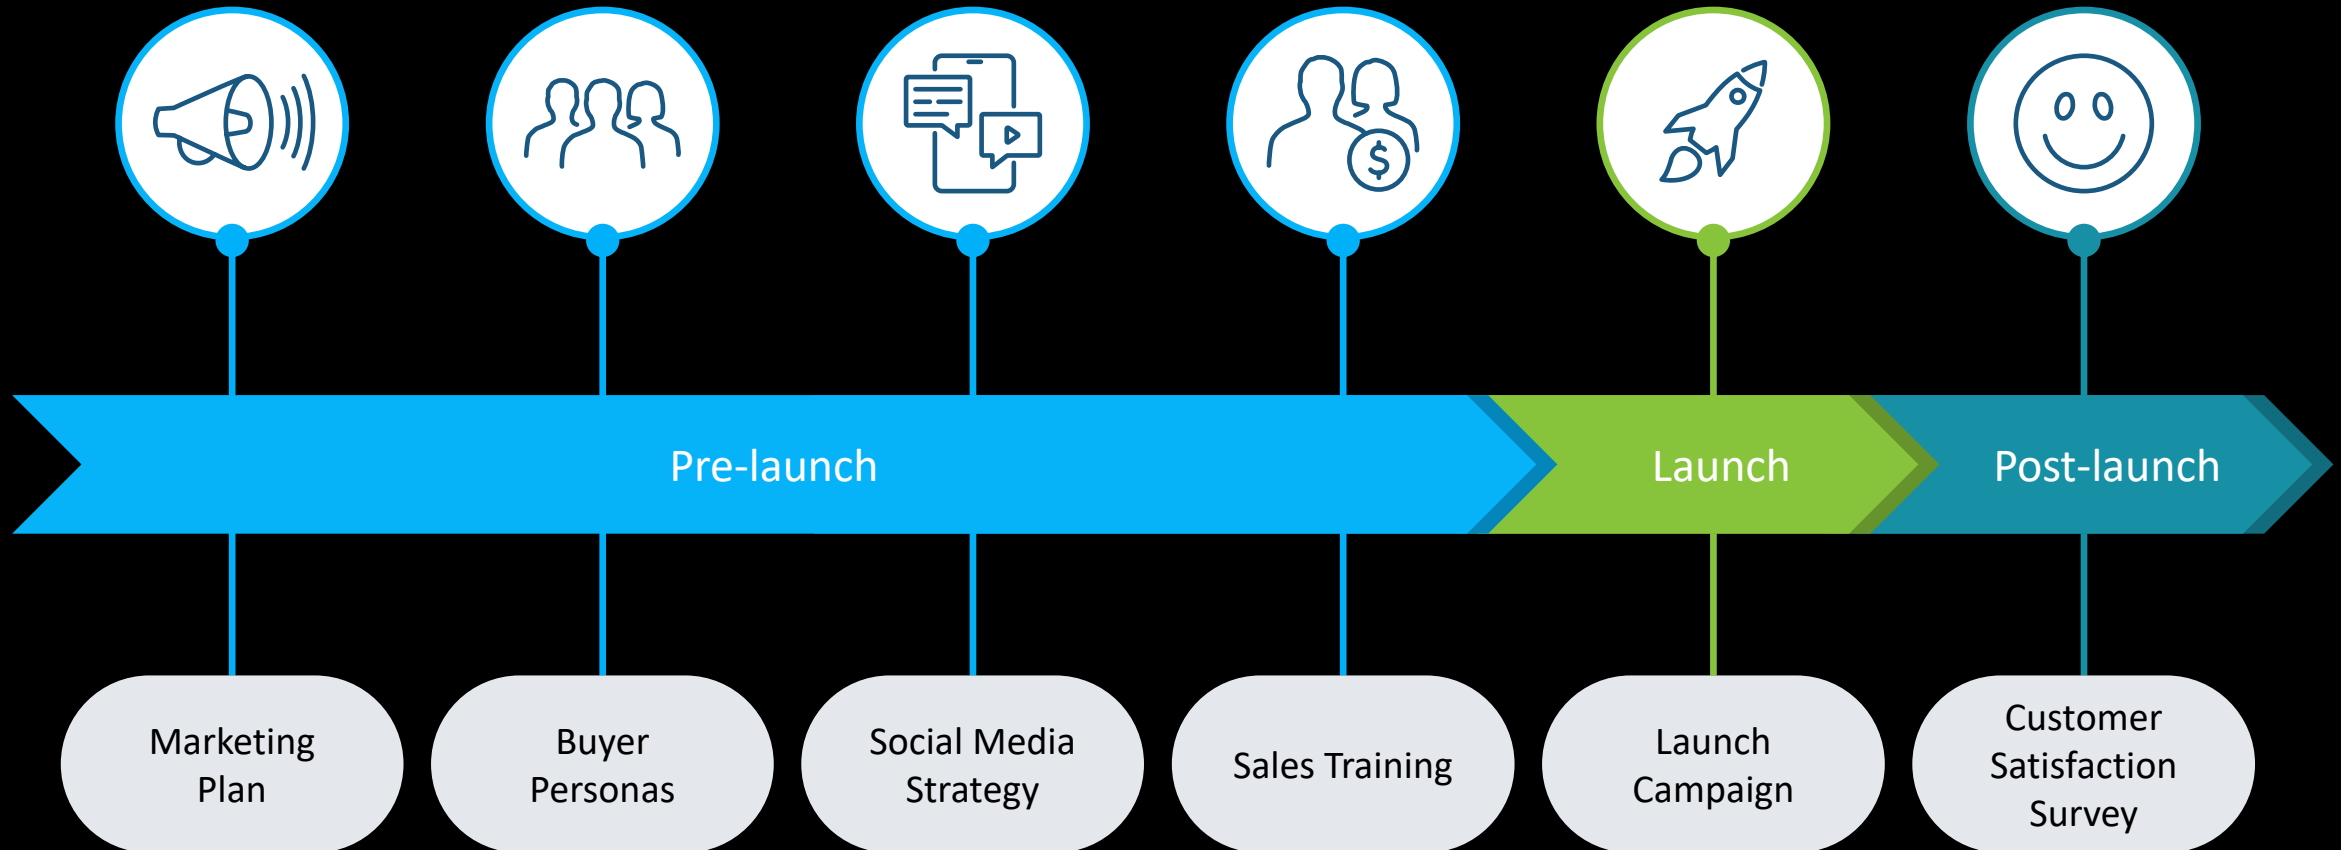 $
Pre-launch
Launch
Post-launch
Marketing
Plan
Buyer
Personas
Social Media
Strategy
Sales Training
Launch
Campaign
Customer
Satisfaction
Survey